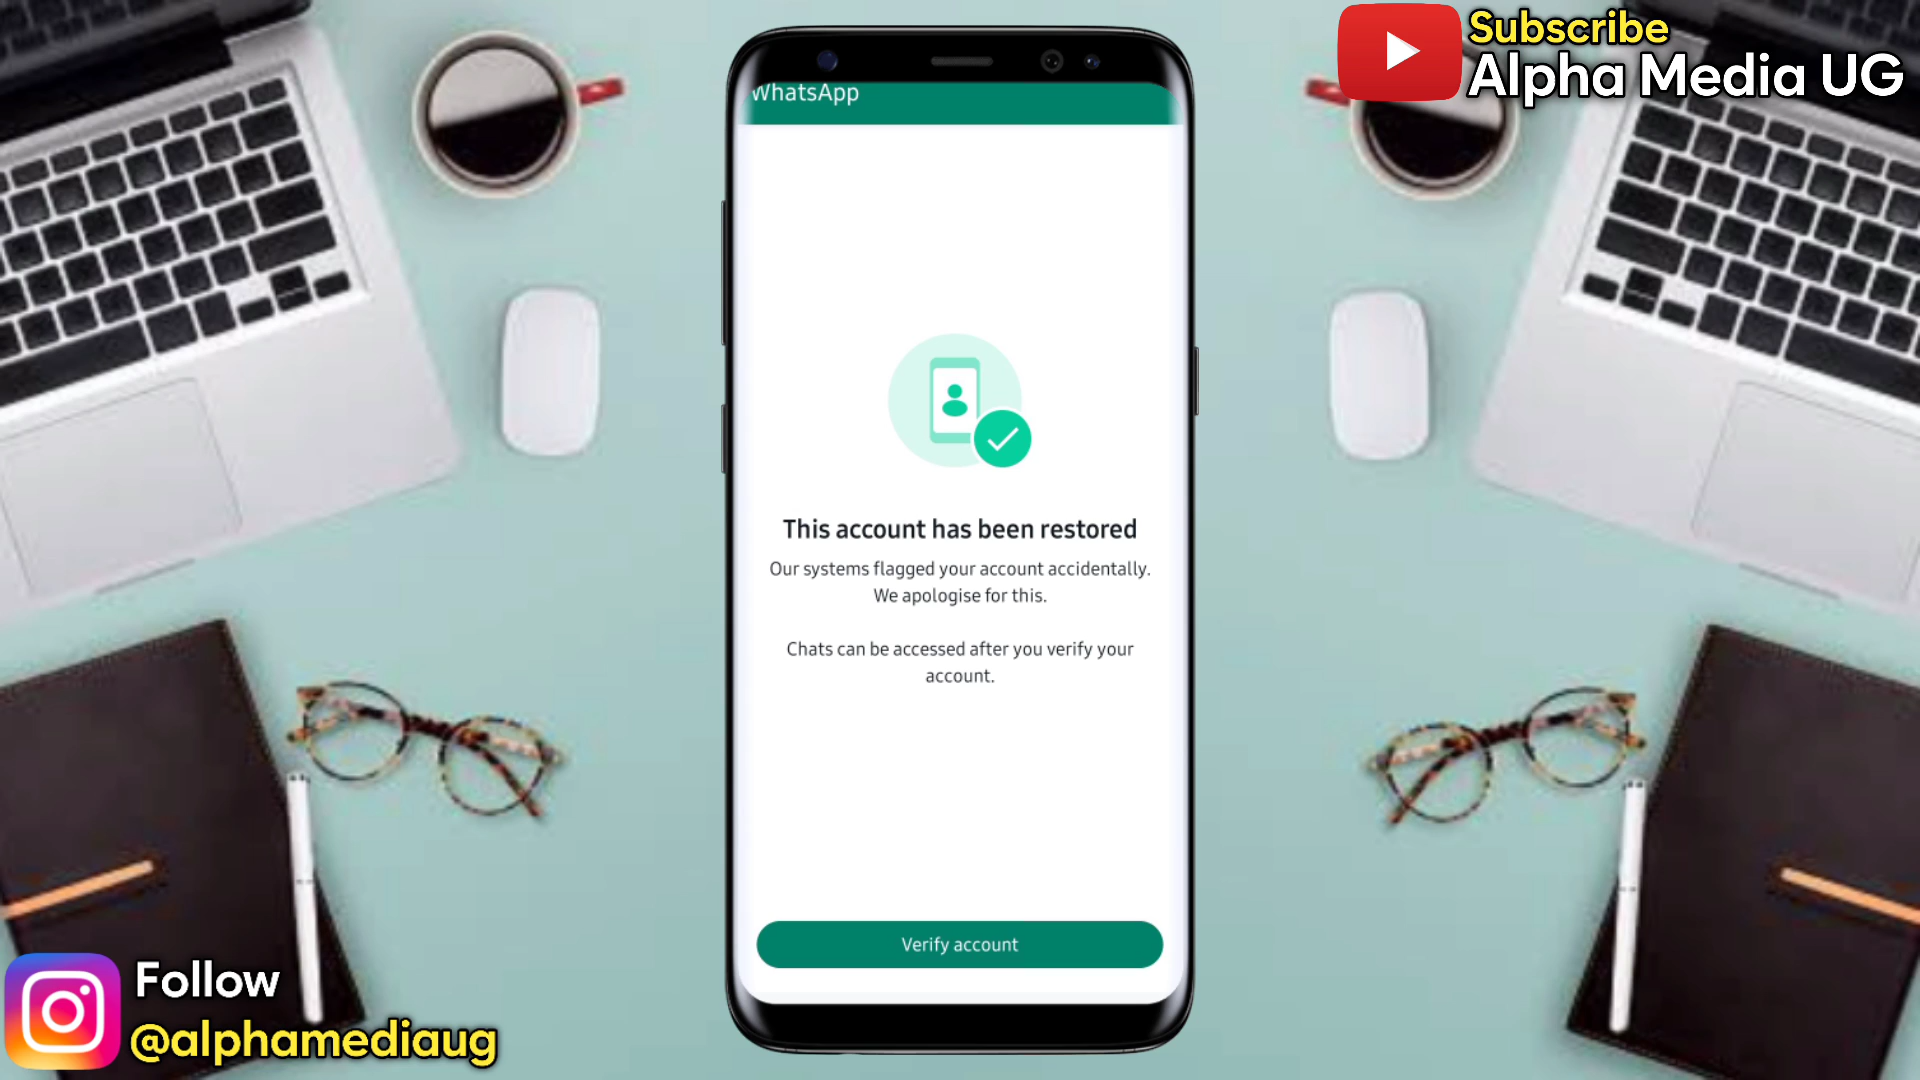 Subscribe
Alpha Media UG
WhatsApp
This account has been restored
Our systems flagged your account accidentally.
We apologise for this.
Chats can be accessed after you verify your
account.
Verify account
Follow
@alphamediaug